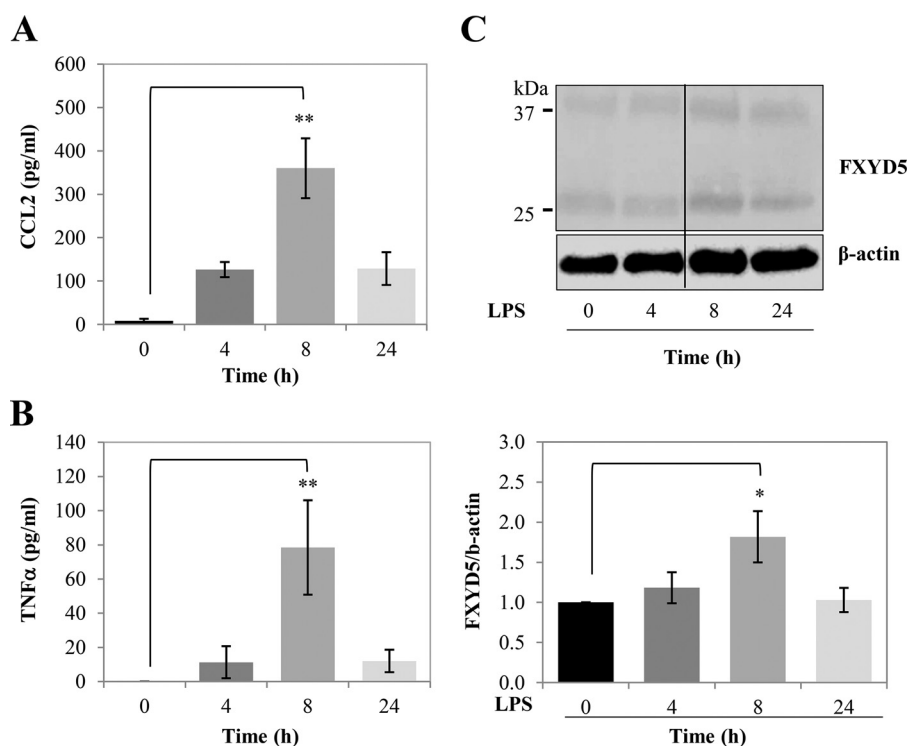 A
600
500
400
300
200
100
0
CCL2 (pg/ml)
**
0 4 8 24
Time (h)
B
140
120
100
80
60
40
20
0
TNFα (pg/ml)
**
0 4 8 24
Time (h)
C
kDa
37
25
FXYD5
β-actin
LPS 0 4 8 24
Time (h)
3.0
2.5
2.0
1.5
1.0
0.5
0.0
FXYD5/b-actin
*
LPS 0 4 8 24
Time (h)